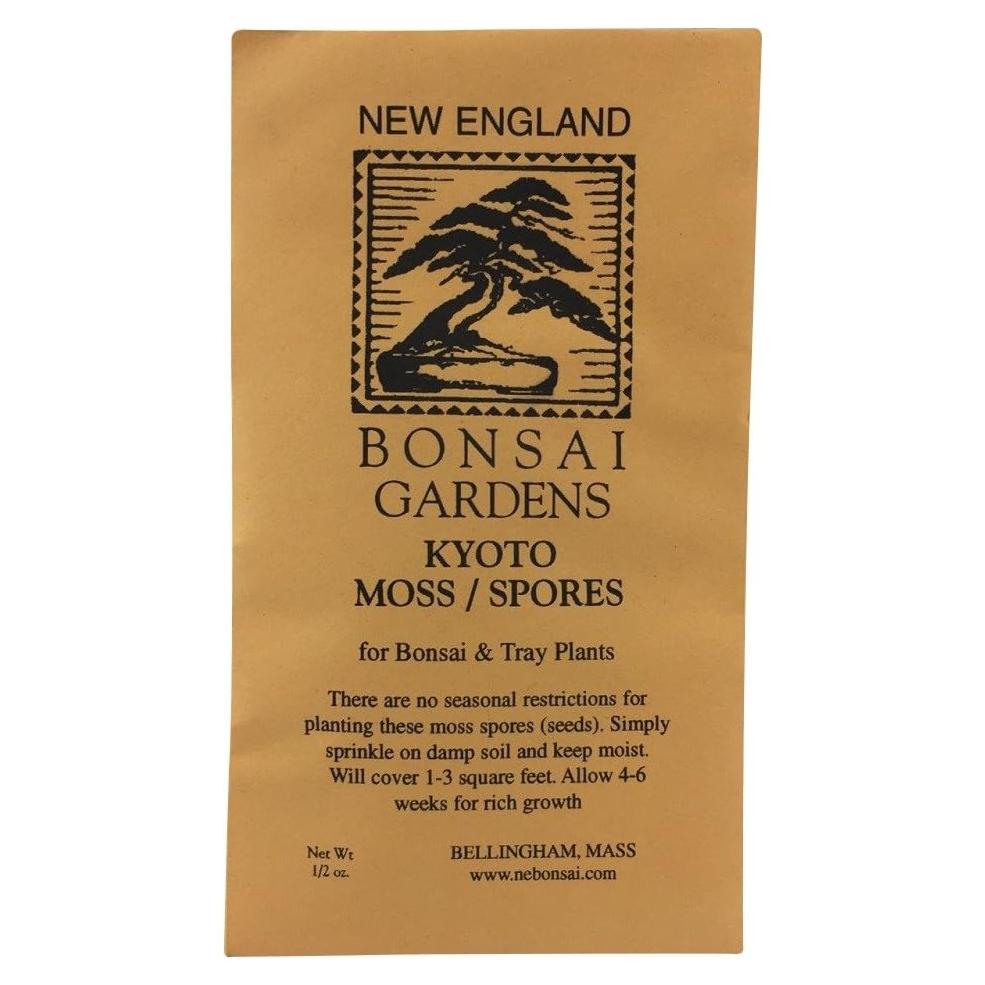 NEW ENGLAND
BONSAI
GARDENS
KYOTO
MOSS / SPORES
for Bonsai & Tray Plants
There are no seasonal restrictions for
planting these moss spores (seeds). Simply
sprinkle on damp soil and keep moist.
Will cover 1-3 square feet. Allow 4-6
weeks for rich growth
Net Wt
1/2 oz.
BELLINGHAM, MASS
www.nebonsai.com